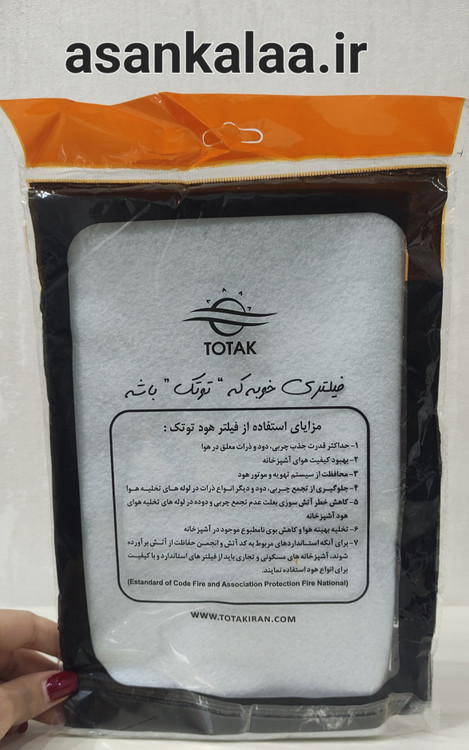 asankalaa.ir
TOTAK
فیلتری خوبه که “ توتک ” باشه
مزایای استفاده از فیلتر هود توتک :
۱- حداکثر قدرت جذب چربی، دود و ذرات معلق در هوا
۲- بهبود کیفیت هوای آشپزخانه
۳- محافظت از سیستم تهویه و موتور هود
۴- جلوگیری از تجمع چربی، دود و دیگر انواع ذرات در لوله های تخلیه هوا
۵- کاهش خطر آتش سوزی بعلت عدم تجمع چربی و دوده در لوله های تخلیه هوای
هود آشپزخانه
۶- تخلیه بهینه هوا و کاهش بوی نامطبوع موجود در آشپزخانه
۷- برای آنکه استانداردهای مربوط به کد آتش و انجمن حفاظت از آتش برآورده
شوند، آشپزخانه های مسکونی و تجاری باید از فیلتر های استاندارد و با کیفیت
برای انواع هود استفاده نمایند.
(Estandard of Code Fire and Association Protection Fire National)
WWW.TOTAKIRAN.COM